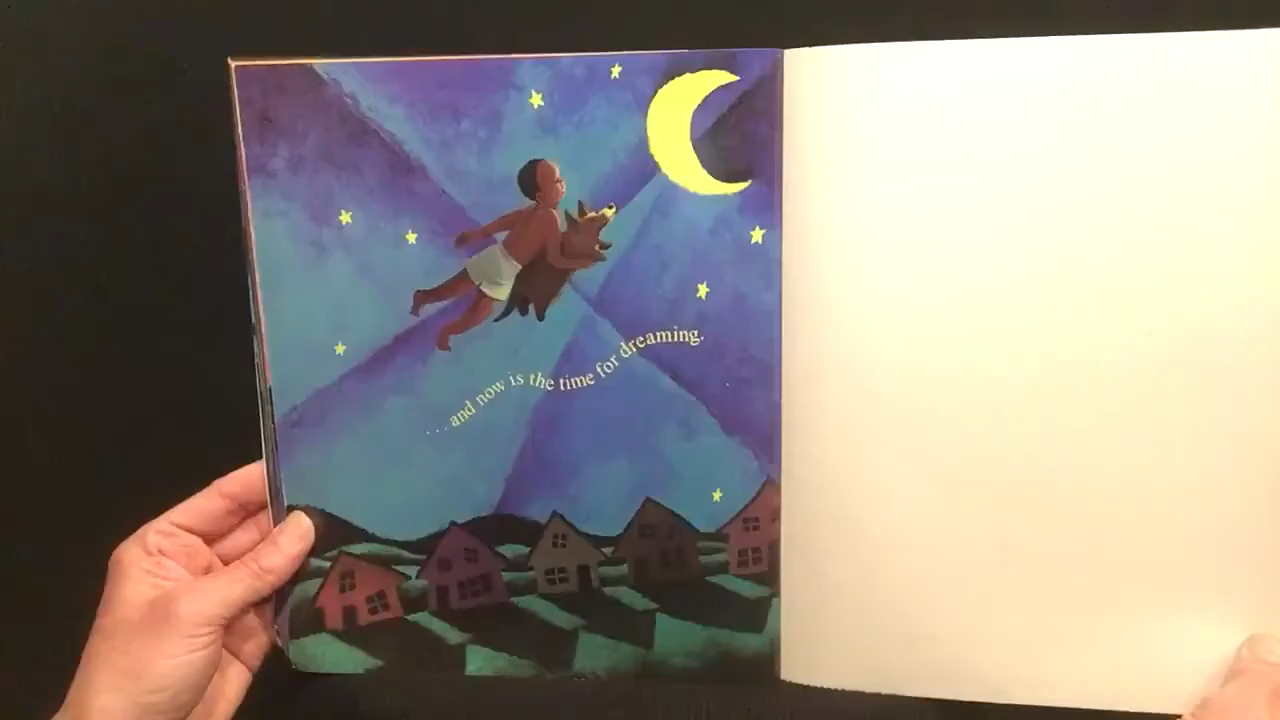 . . . and now is the time for dreaming.